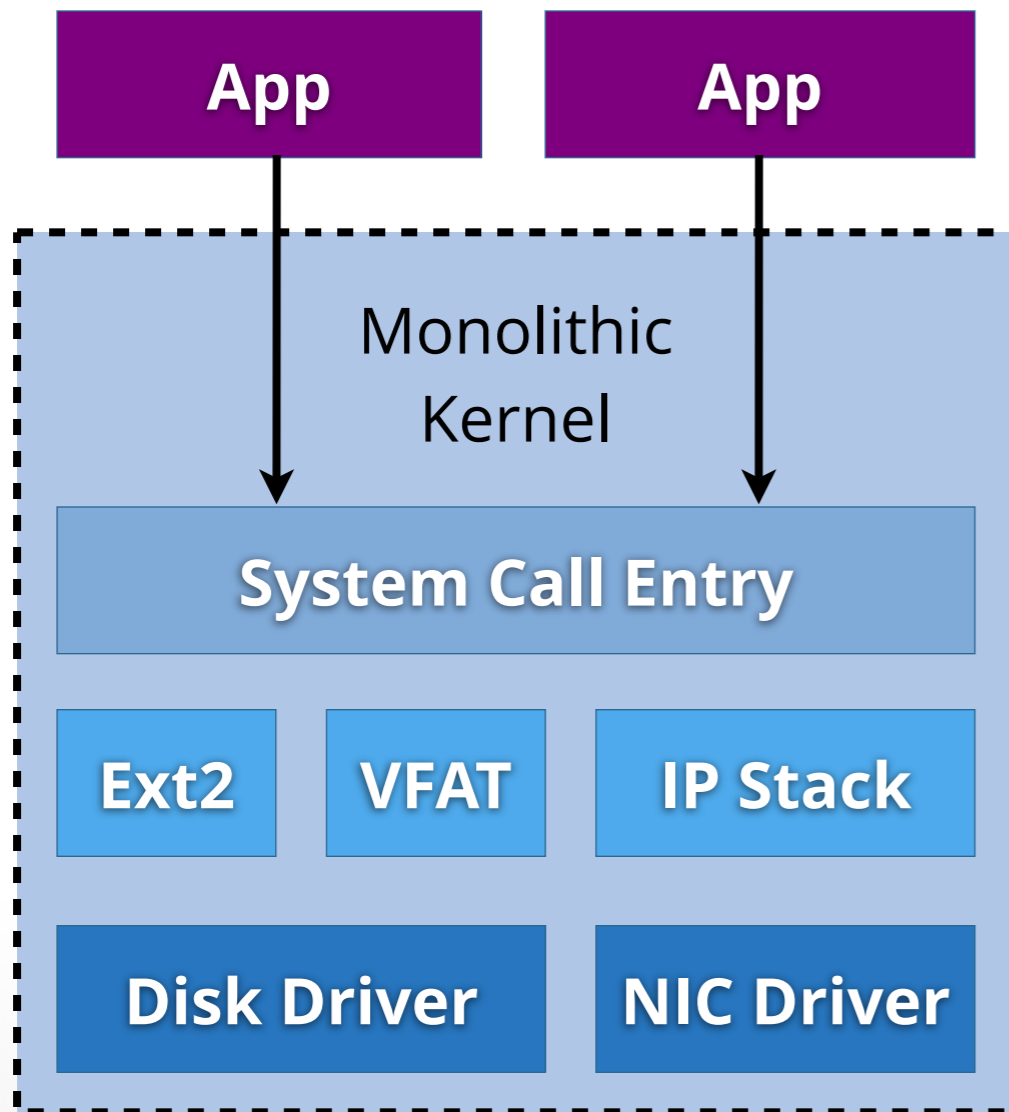 App
App
Monolithic
Kernel
System Call Entry
Ext2
VFAT
IP Stack
Disk Driver
NIC Driver